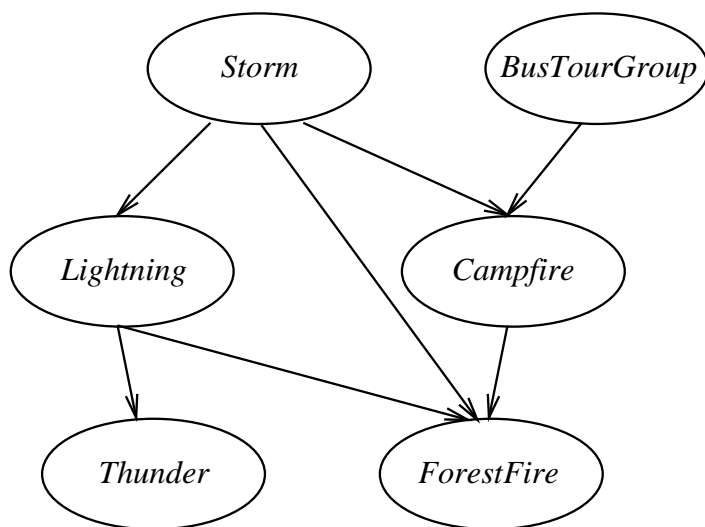 Storm
BusTourGroup
Lightning
Campfire
Thunder
ForestFire